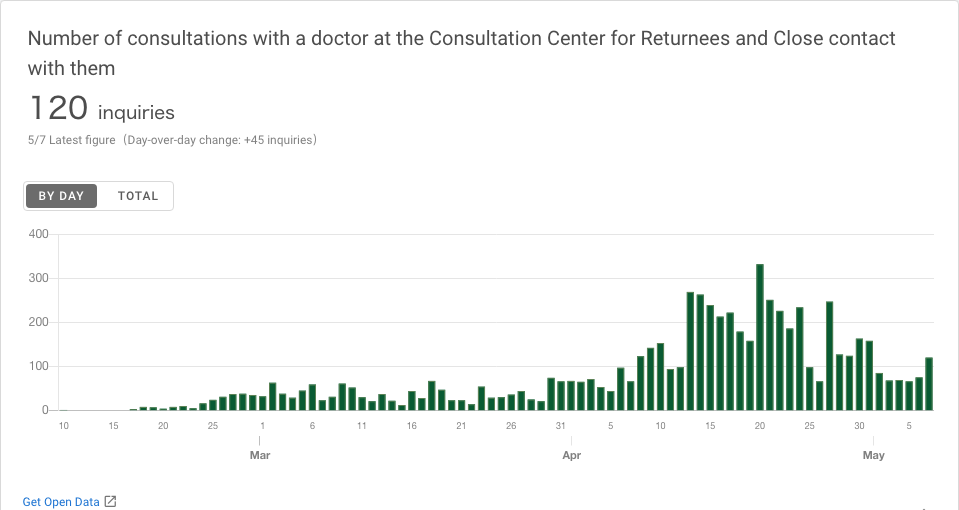 Number of consultations with a doctor at the Consultation Center for Returnees and Close contact
with them
120 inquiries
5/7 Latest figure (Day-over-day change: +45 inquiries)
BY DAY TOTAL
400
300
200
100
0
10 15 20 25 1 6 11 16 21 26 31 5 10 15 20 25 30 5
Mar Apr May
Get Open Data